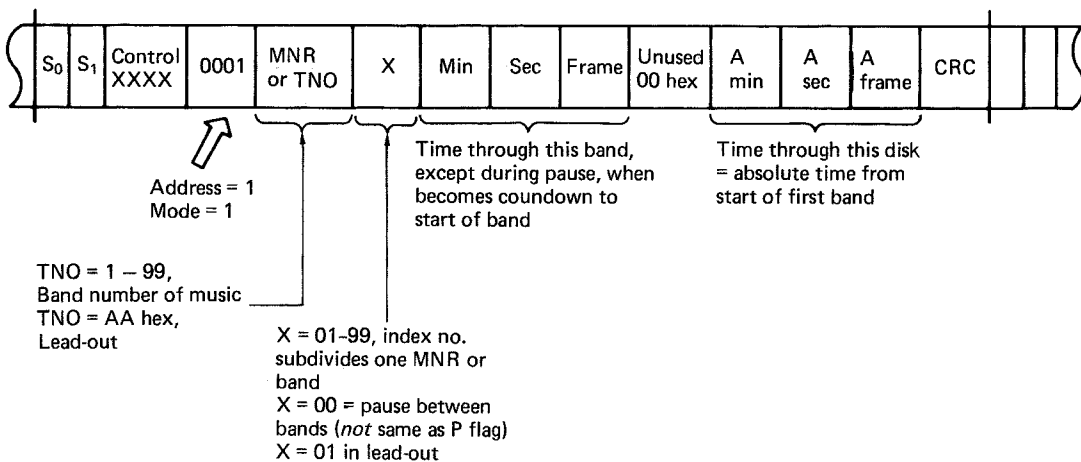 S0 S1 Control XXXX 0001 MNR or TNO X Min Sec Frame Unused 00 hex A min A sec A frame CRC
Address = 1
Mode = 1
Time through this band,
except during pause, when
becomes coundown to
start of band
Time through this disk
= absolute time from
start of first band
TNO = 1 – 99,
Band number of music
TNO = AA hex,
Lead-out
X = 01–99, index no.
subdivides one MNR or
band
X = 00 = pause between
bands (not same as P flag)
X = 01 in lead-out